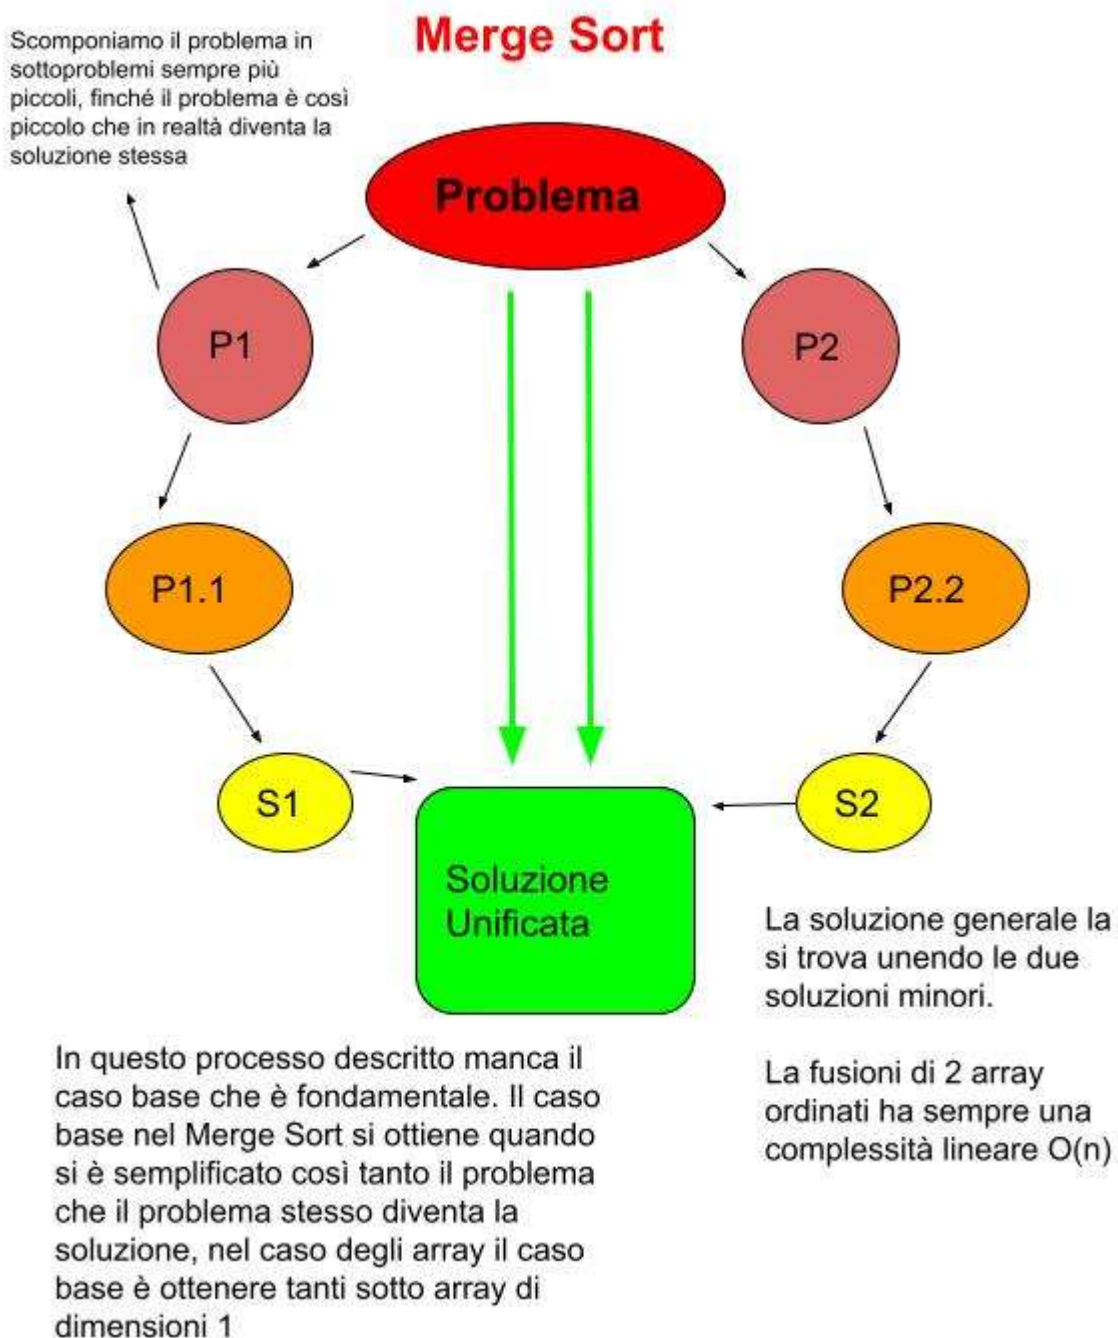 Merge Sort
Scomponiamo il problema in
sottoproblemi sempre più
piccoli, finché il problema è così
piccolo che in realtà diventa la
soluzione stessa
Problema
P1
P2
P1.1
P2.2
S1
S2
Soluzione
Unificata
La soluzione generale la
si trova unendo le due
soluzioni minori.
La fusioni di 2 array
ordinati ha sempre una
complessità lineare O(n)
In questo processo descritto manca il
caso base che è fondamentale. Il caso
base nel Merge Sort si ottiene quando
si è semplificato così tanto il problema
che il problema stesso diventa la
soluzione, nel caso degli array il caso
base è ottenere tanti sotto array di
dimensioni 1